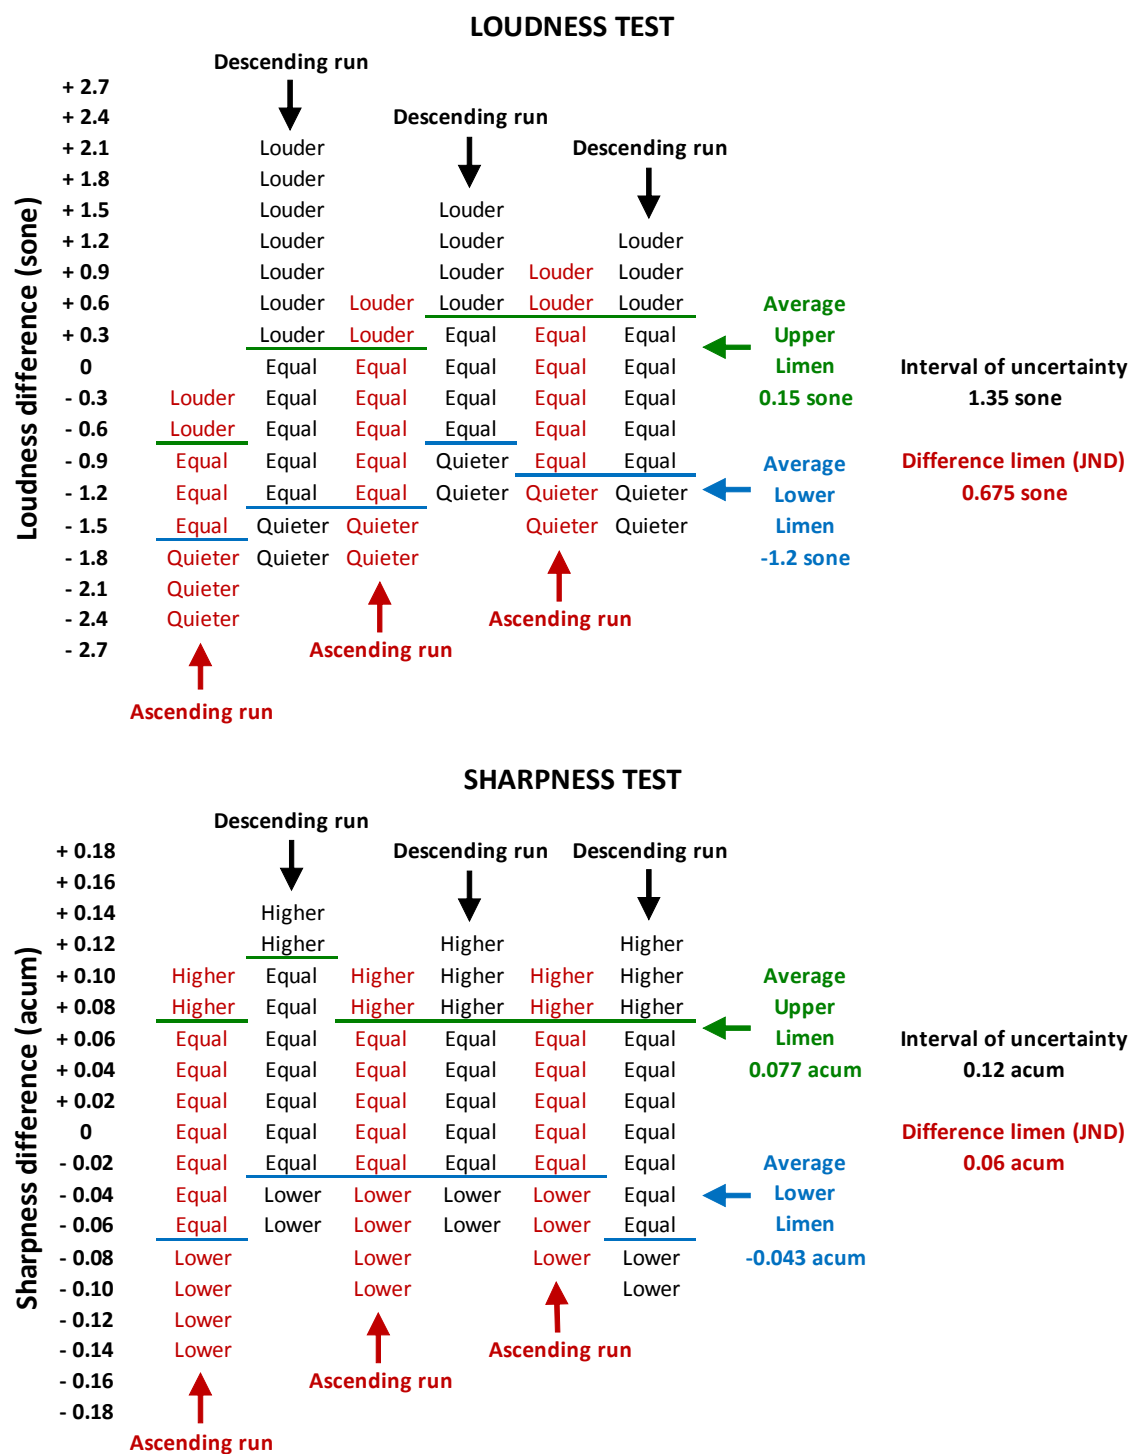 LOUDNESS TEST
Descending run
+ 2.7
+ 2.4 Descending run
+ 2.1 Louder Descending run
+ 1.8 Louder
+ 1.5 Louder Louder
+ 1.2 Louder Louder Louder
+ 0.9 Louder Louder Louder Louder
+ 0.6 Louder Louder Louder Louder Louder Average
+ 0.3 Louder Louder Equal Equal Equal Upper
0 Equal Equal Equal Equal Equal Limen Interval of uncertainty
- 0.3 Louder Equal Equal Equal Equal Equal 0.15 sone 1.35 sone
- 0.6 Louder Equal Equal Equal Equal Equal
- 0.9 Equal Equal Equal Quieter Equal Equal Average Difference limen (JND)
- 1.2 Equal Equal Equal Quieter Quieter Quieter Lower 0.675 sone
- 1.5 Equal Quieter Quieter Quieter Quieter Limen
- 1.8 Quieter Quieter Quieter -1.2 sone
- 2.1 Quieter
- 2.4 Quieter Ascending run
- 2.7 Ascending run
Ascending run
Loudness difference (sone)
SHARPNESS TEST
Descending run
+ 0.18 Descending run Descending run
+ 0.16
+ 0.14 Higher
+ 0.12 Higher Higher Higher
+ 0.10 Higher Equal Higher Higher Higher Higher Average
+ 0.08 Higher Equal Higher Higher Higher Higher Upper
+ 0.06 Equal Equal Equal Equal Equal Equal Limen Interval of uncertainty
+ 0.04 Equal Equal Equal Equal Equal Equal 0.077 acum 0.12 acum
+ 0.02 Equal Equal Equal Equal Equal Equal
0 Equal Equal Equal Equal Equal Equal Difference limen (JND)
- 0.02 Equal Equal Equal Equal Equal Equal Average 0.06 acum
- 0.04 Equal Lower Lower Lower Lower Equal Lower
- 0.06 Equal Lower Lower Lower Lower Equal Limen
- 0.08 Lower Lower Lower Lower -0.043 acum
- 0.10 Lower Lower Lower
- 0.12 Lower
- 0.14 Lower Ascending run
- 0.16 Ascending run
- 0.18
Ascending run
Sharpness difference (acum)